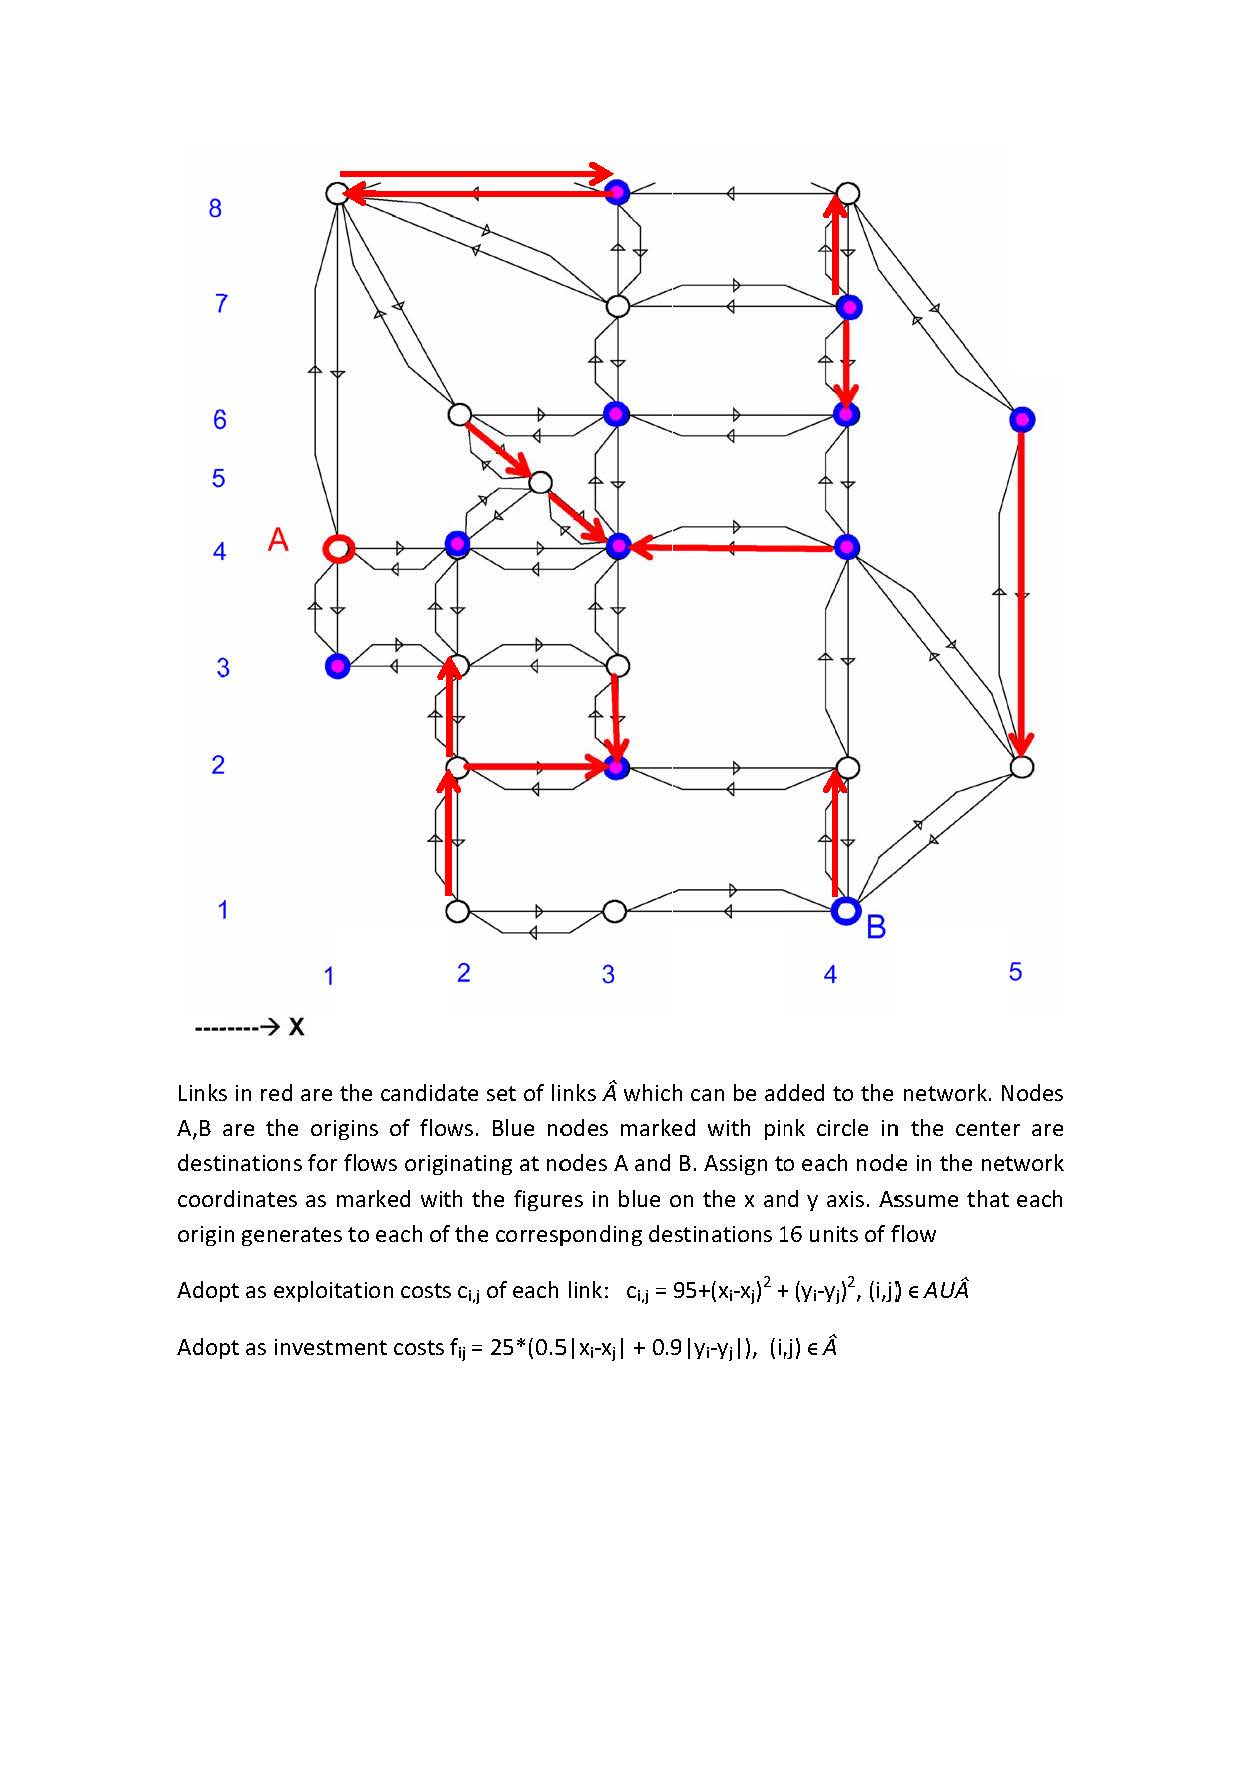 8
7
6
5
A 4
3
2
1
B
1 2 3 4 5
--------→ X
Links in red are the candidate set of links Â which can be added to the network. Nodes
A,B are the origins of flows. Blue nodes marked with pink circle in the center are
destinations for flows originating at nodes A and B. Assign to each node in the network
coordinates as marked with the figures in blue on the x and y axis. Assume that each
origin generates to each of the corresponding destinations 16 units of flow
Adopt as exploitation costs c_{i,j} of each link: c_{i,j} = 95+(x_i-x_j)^2 + (y_i-y_j)^2, (i,j) ϵ AUÂ
Adopt as investment costs f_{ij} = 25*(0.5|x_i-x_j| + 0.9|y_i-y_j|), (i,j) ϵ Â